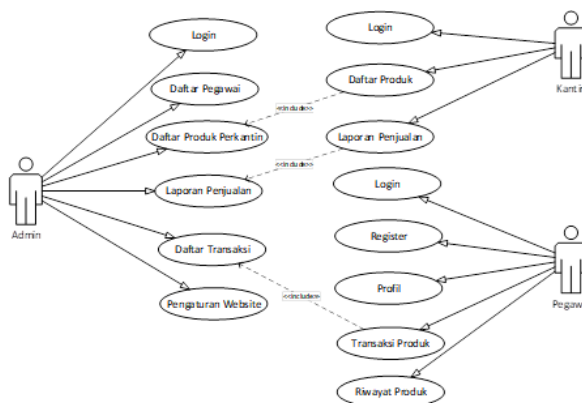 Login
Daftar Pegawai
Daftar Produk Perkantin
Laporan Penjualan
Daftar Transaksi
Pengaturan Website
Admin
Login
Daftar Produk
Laporan Penjualan
Kantin
<<include>>
<<include>>
<<include>>
Login
Register
Profil
Transaksi Produk
Riwayat Produk
Pegaw